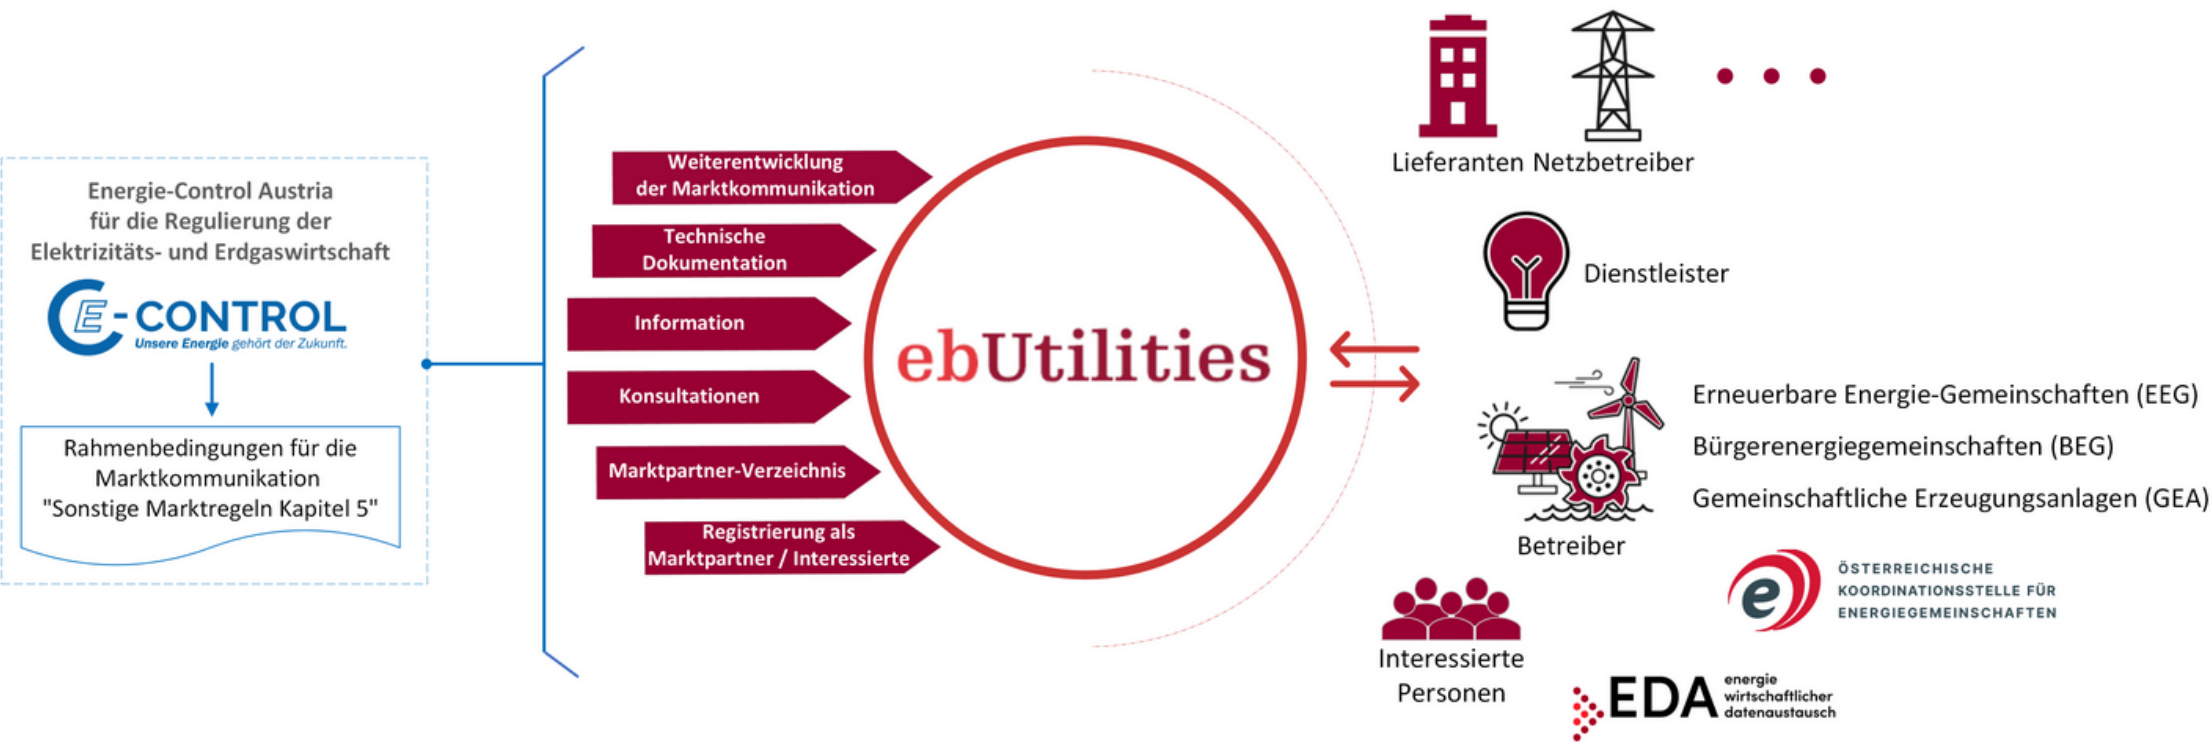 Energie-Control Austria
für die Regulierung der
Elektrizitäts- und Erdgaswirtschaft
E-CONTROL
Unsere Energie gehört der Zukunft.
Rahmenbedingungen für die
Marktkommunikation
"Sonstige Marktregeln Kapitel 5"
Weiterentwicklung
der Marktkommunikation
Technische
Dokumentation
Information
Konsultationen
Marktpartner-Verzeichnis
Registrierung als
Marktpartner / Interessierte
ebUtilities
Lieferanten Netzbetreiber
Dienstleister
Erneuerbare Energie-Gemeinschaften (EEG)
Bürgerenergiegemeinschaften (BEG)
Gemeinschaftliche Erzeugungsanlagen (GEA)
Betreiber
e
ÖSTERREICHISCHE
KOORDINATIONSSTELLE FÜR
ENERGIEGEMEINSCHAFTEN
Interessierte
Personen
EDA
energie
wirtschaftlicher
datenaustausch